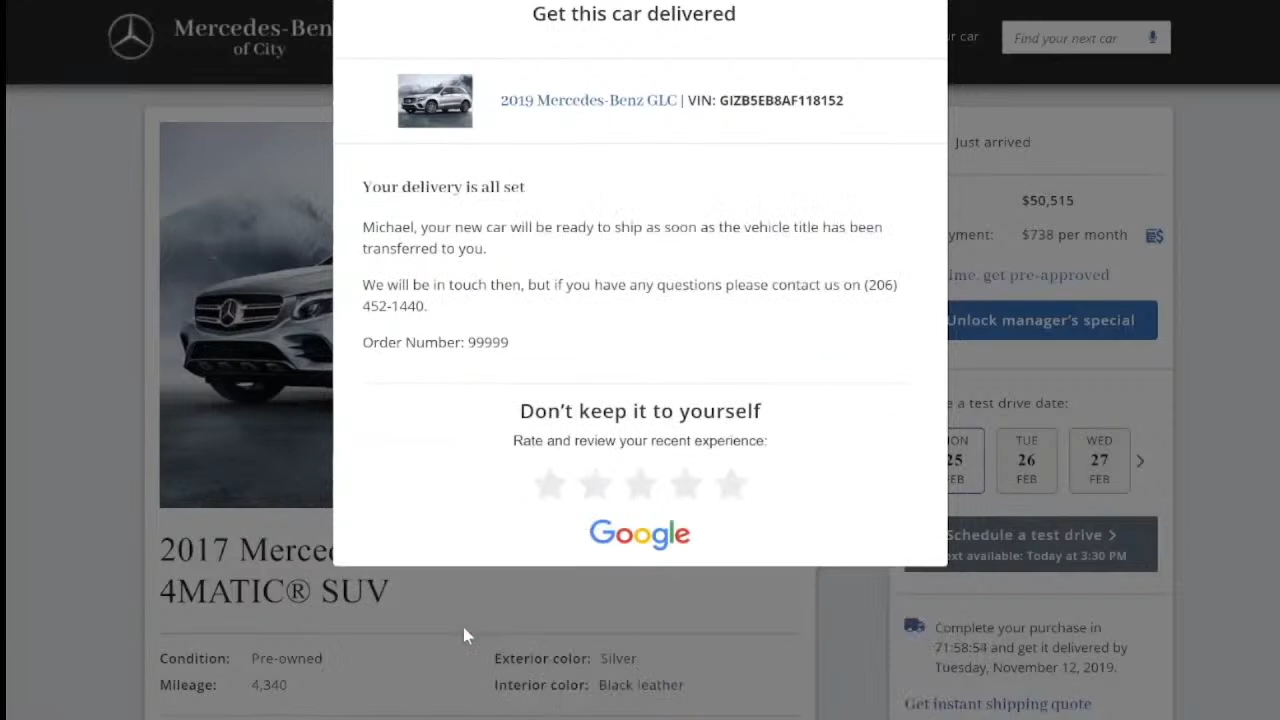 Get this car delivered
Mercedes-Ben
of City
r car
Find your next car
2019 Mercedes-Benz GLC | VIN: GIZB5EB8AF118152
Your delivery is all set
Michael, your new car will be ready to ship as soon as the vehicle title has been
transferred to you.
We will be in touch then, but if you have any questions please contact us on (206)
452-1440.
Order Number: 99999
Don't keep it to yourself
Rate and review your recent experience:
Google
Just arrived
$50,515
yment: $738 per month
me, get pre-approved
Unlock manager's special
a test drive date:
ON TUE WED
25 26 27
FEB FEB FEB
Schedule a test drive
ext available: Today at 3:30 PM
2017 Merce
4MATIC® SUV
Condition: Pre-owned Exterior color: Silver
Mileage: 4,340 Interior color: Black leather
Complete your purchase in
71:58:54 and get it delivered by
Tuesday, November 12, 2019.
Get instant shipping quote